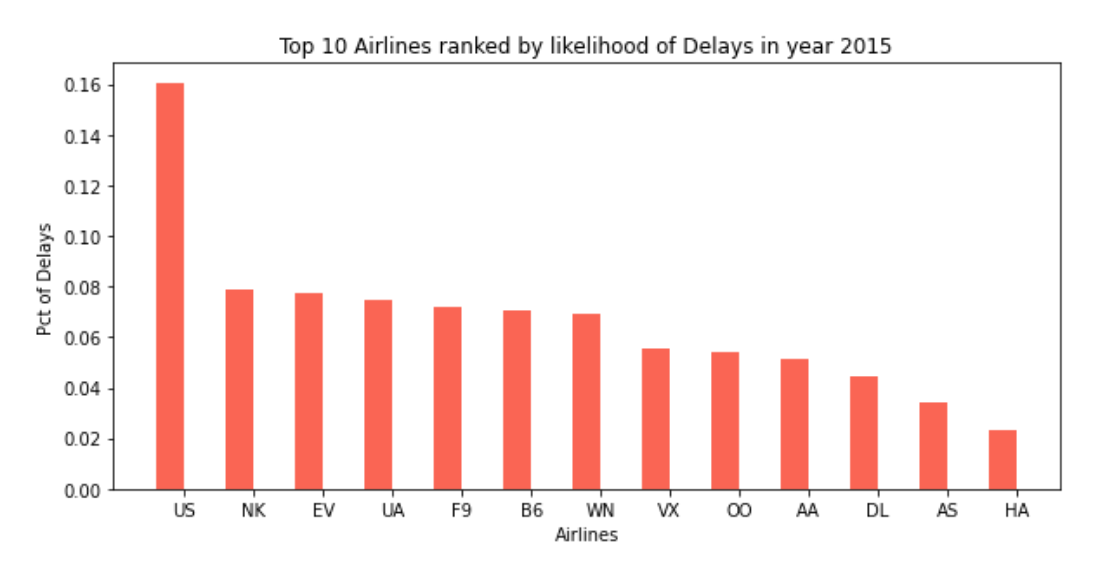 Top 10 Airlines ranked by likelihood of Delays in year 2015
0.16
0.14
0.12
0.10
0.08
0.06
0.04
0.02
0.00
Pct of Delays
US NK EV UA F9 B6 WN VX OO AA DL AS HA
Airlines